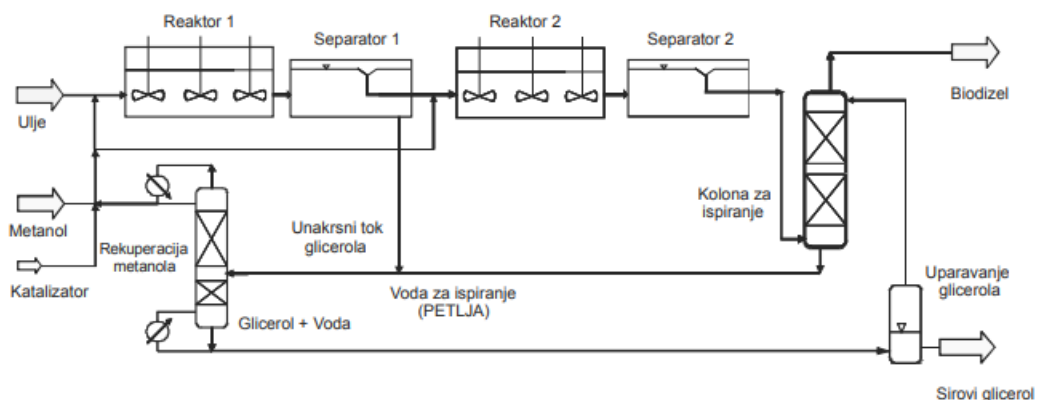 Reaktor 1
Reaktor 2
Separator 1
Separator 2
Ulje
Biodizel
Metanol
Rekuperacija
metanola
Katalizator
Unakrsni tok
glicerola
Kolona za
ispiranje
Voda za ispiranje
(PETLJA)
Uparavanje
glicerola
Glicerol + Voda
Sirovi glicerol